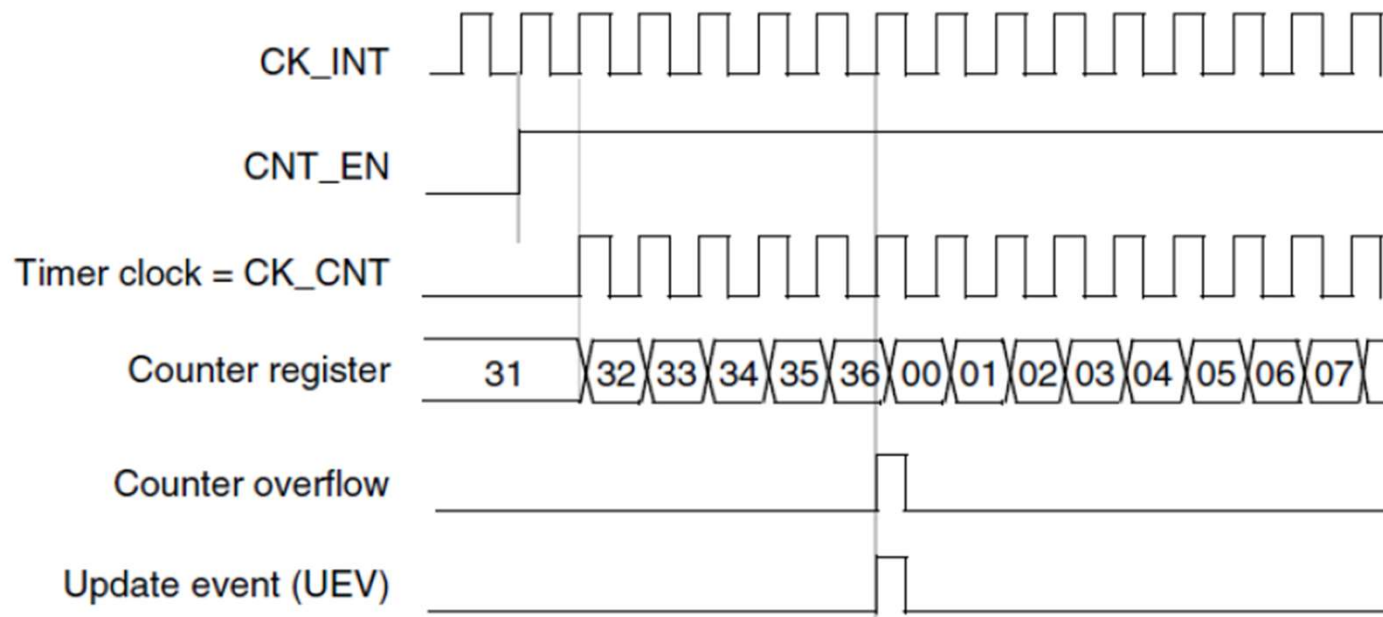 CK_INT
CNT_EN
Timer clock = CK_CNT
Counter register 31 32 33 34 35 36 00 01 02 03 04 05 06 07
Counter overflow
Update event (UEV)